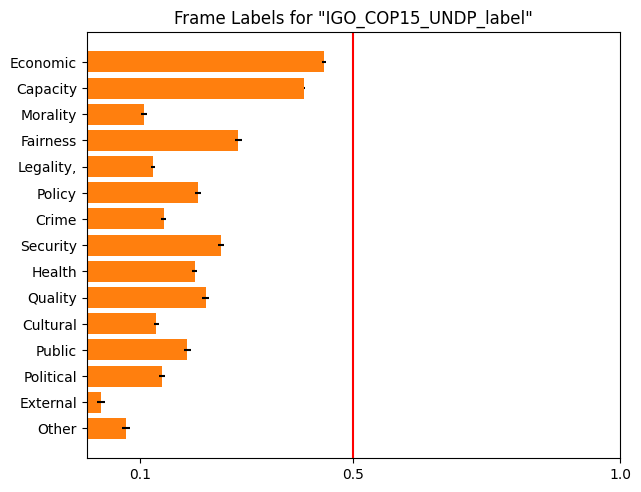 Frame Labels for "IGO_COP15_UNDP_label"
Economic
Capacity
Morality
Fairness
Legality,
Policy
Crime
Security
Health
Quality
Cultural
Public
Political
External
Other
0.1 0.5 1.0